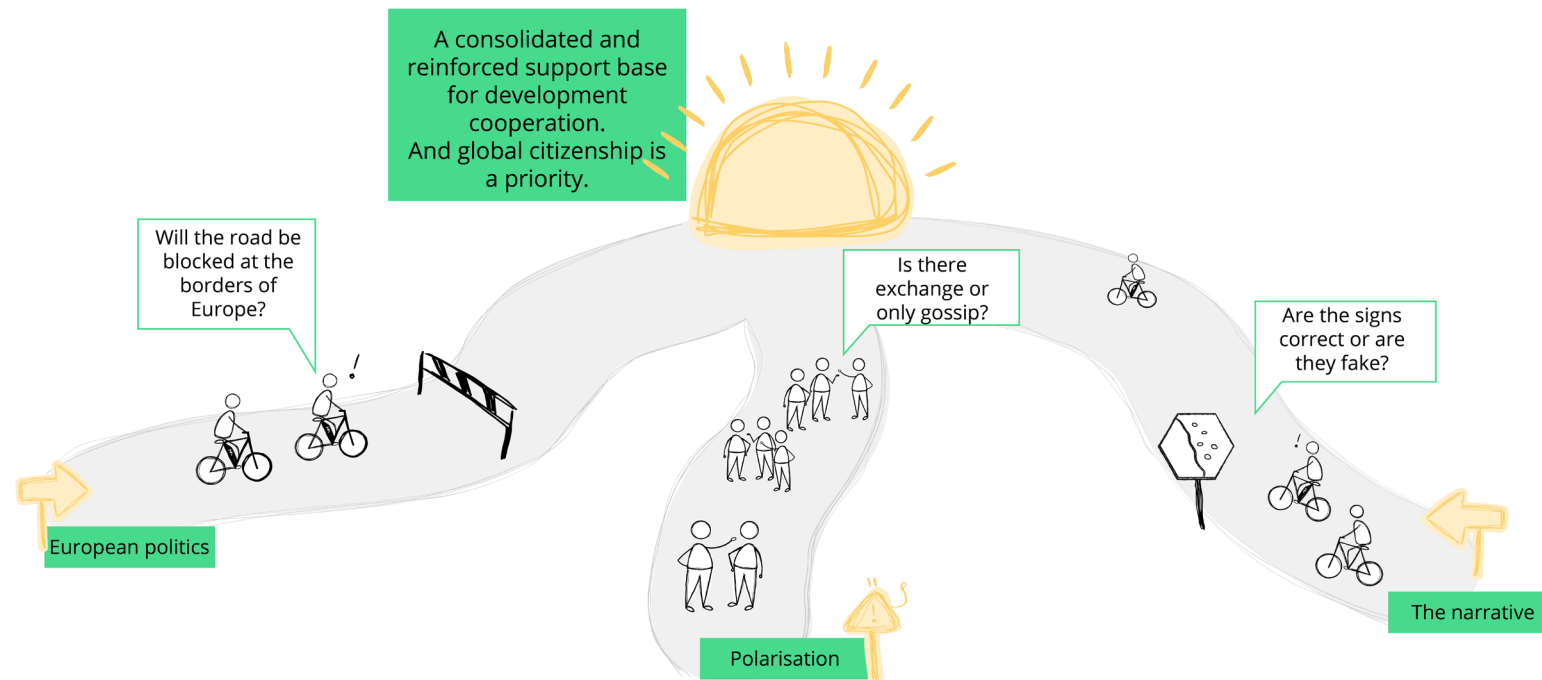 A consolidated and
reinforced support base
for development
cooperation.
And global citizenship is
a priority.
Will the road be
blocked at the
borders of
Europe?
Is there
exchange or
only gossip?
Are the signs
correct or are
they fake?
!
!
!
European politics
The narrative
Polarisation